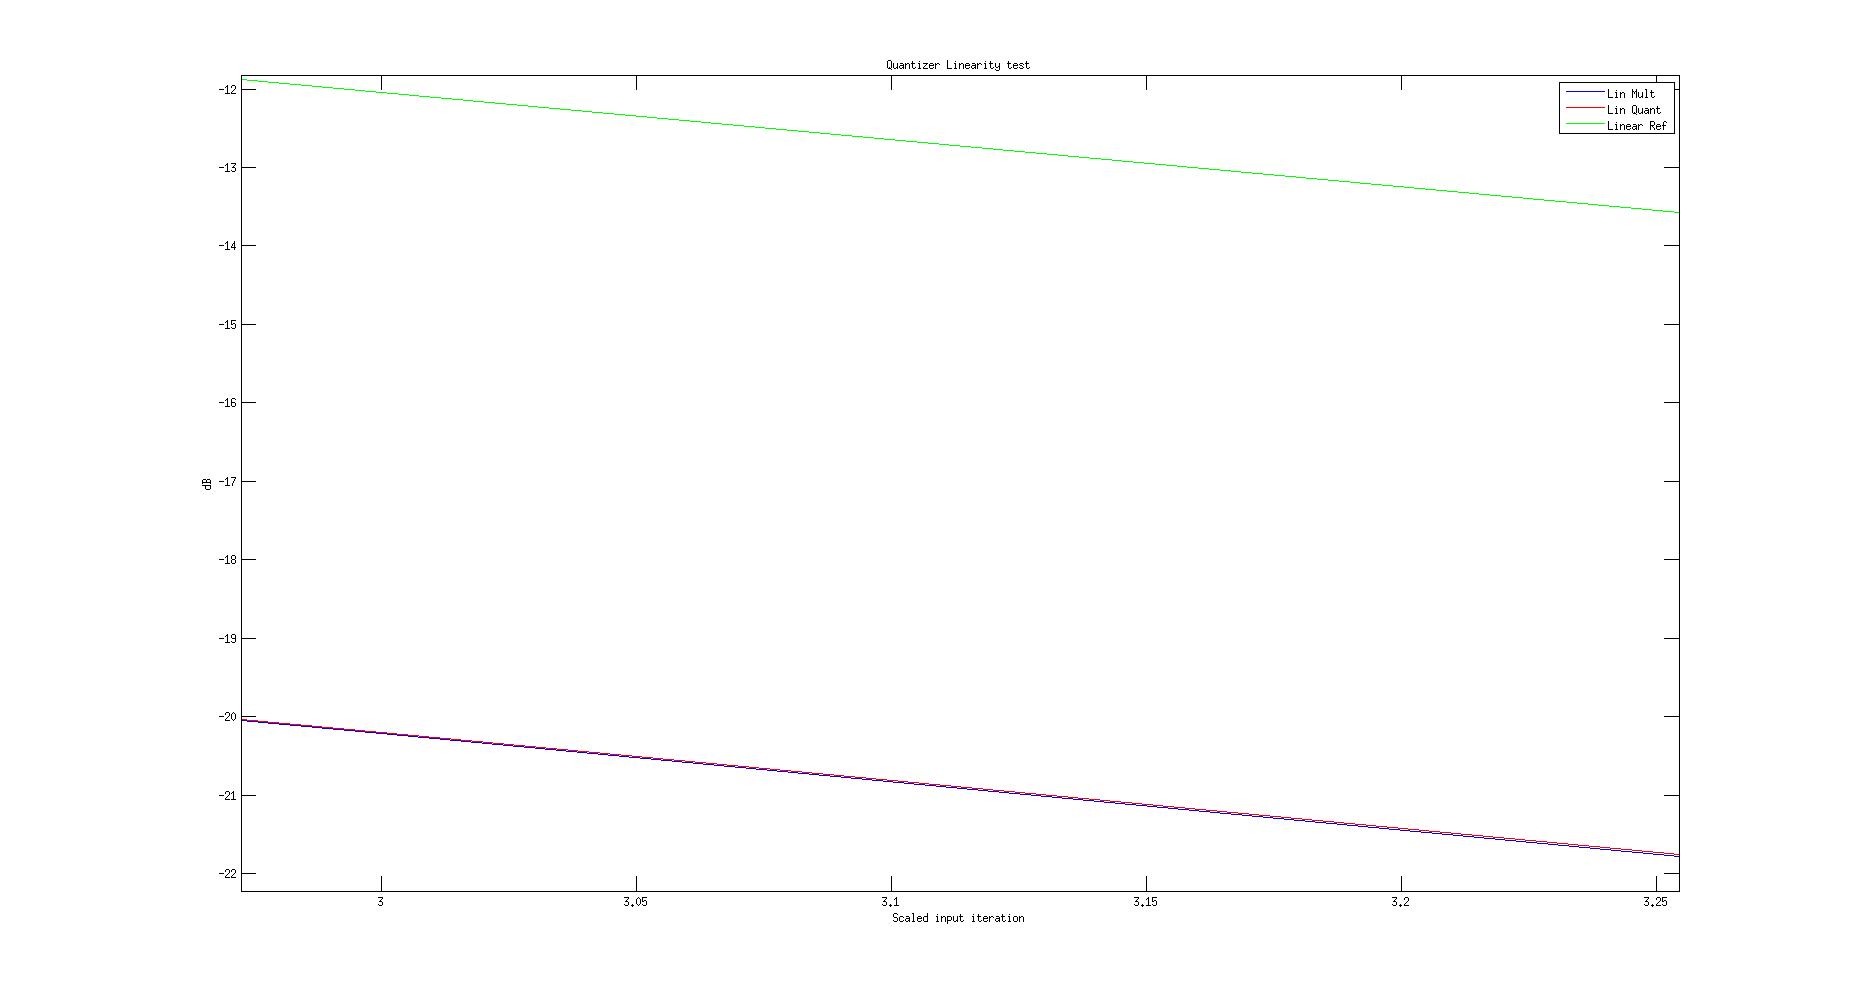 Quantizer Linearity test
Lin Mult
Lin Quant
Linear Ref
-12
-13
-14
-15
-16
-17
-18
-19
-20
-21
-22
dB
3
3.05
3.1
3.15
3.2
3.25
Scaled input iteration